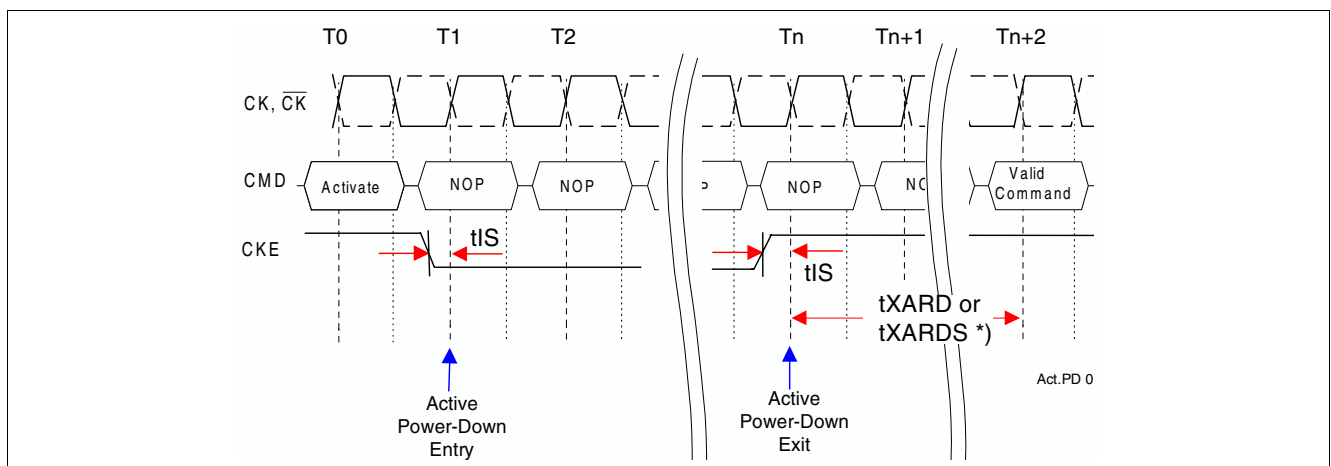 T0 T1 T2 Tn Tn+1 Tn+2
CK, CK
CMD Activate NOP NOP NOP Valid
Command
CKE
tIS
tIS
tXARD or
tXARDS *)
Act.PD 0
Active
Power-Down
Entry
Active
Power-Down
Exit